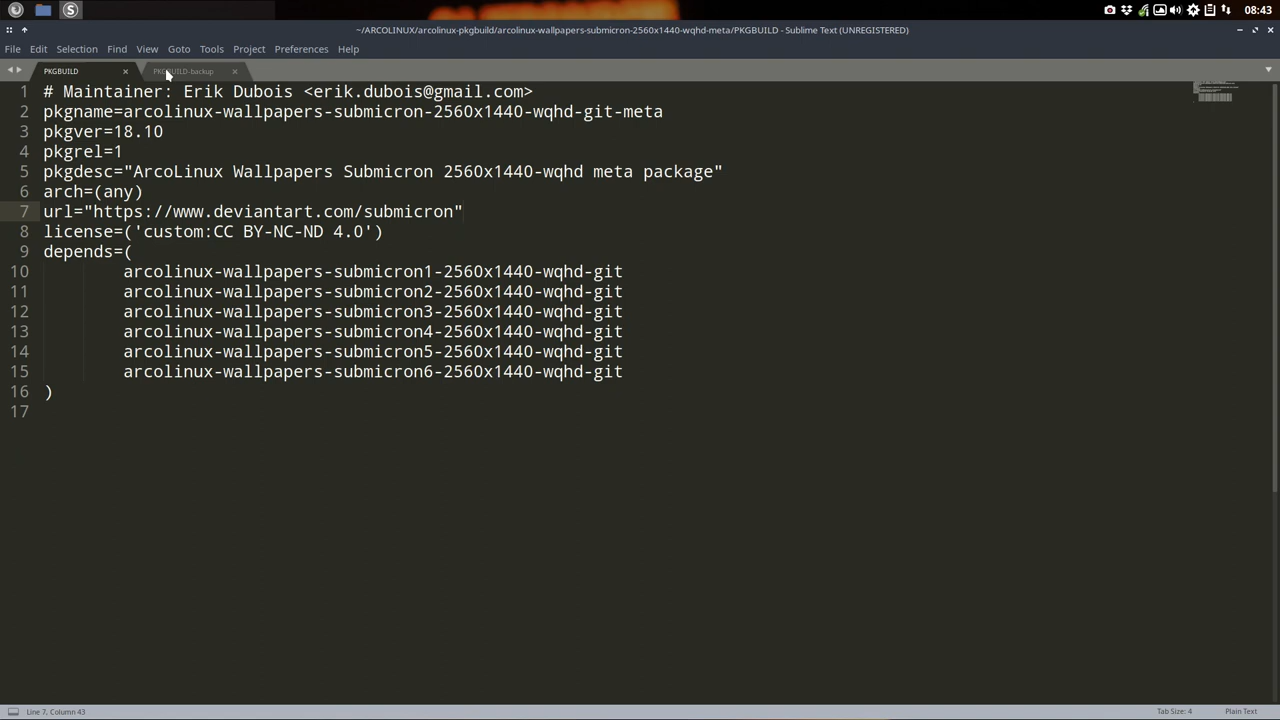 08:43
~/ARCOLINUX/arcolinux-pkgbuild/arcolinux-wallpapers-submicron-2560x1440-wqhd-meta/PKGBUILD - Sublime Text (UNREGISTERED)
File Edit Selection Find View Goto Tools Project Preferences Help
PKGBUILD PKGBUILD-backup
1 # Maintainer: Erik Dubois <erik.dubois@gmail.com>
2 pkgname=arcolinux-wallpapers-submicron-2560x1440-wqhd-git-meta
3 pkgver=18.10
4 pkgrel=1
5 pkgdesc="ArcoLinux Wallpapers Submicron 2560x1440-wqhd meta package"
6 arch=(any)
7 url="https://www.deviantart.com/submicron"
8 license=('custom:CC BY-NC-ND 4.0')
9 depends=(
10 arcolinux-wallpapers-submicron1-2560x1440-wqhd-git
11 arcolinux-wallpapers-submicron2-2560x1440-wqhd-git
12 arcolinux-wallpapers-submicron3-2560x1440-wqhd-git
13 arcolinux-wallpapers-submicron4-2560x1440-wqhd-git
14 arcolinux-wallpapers-submicron5-2560x1440-wqhd-git
15 arcolinux-wallpapers-submicron6-2560x1440-wqhd-git
16 )
17
Line 7, Column 43 Tab Size: 4 Plain Text